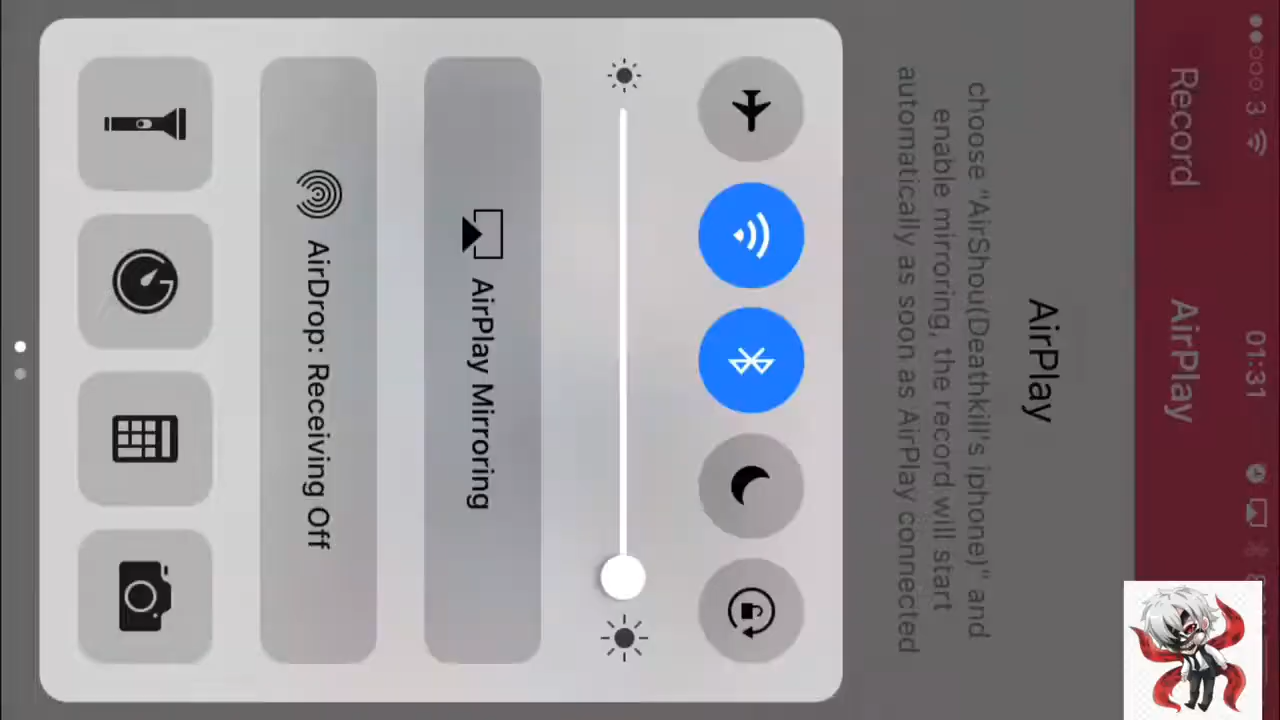 3 01:31
Record AirPlay
AirPlay
choose "AirShou(Deathkill's iphone)" and
enable mirroring, the record will start
automatically as soon as AirPlay connected
AirPlay Mirroring
AirDrop: Receiving Off